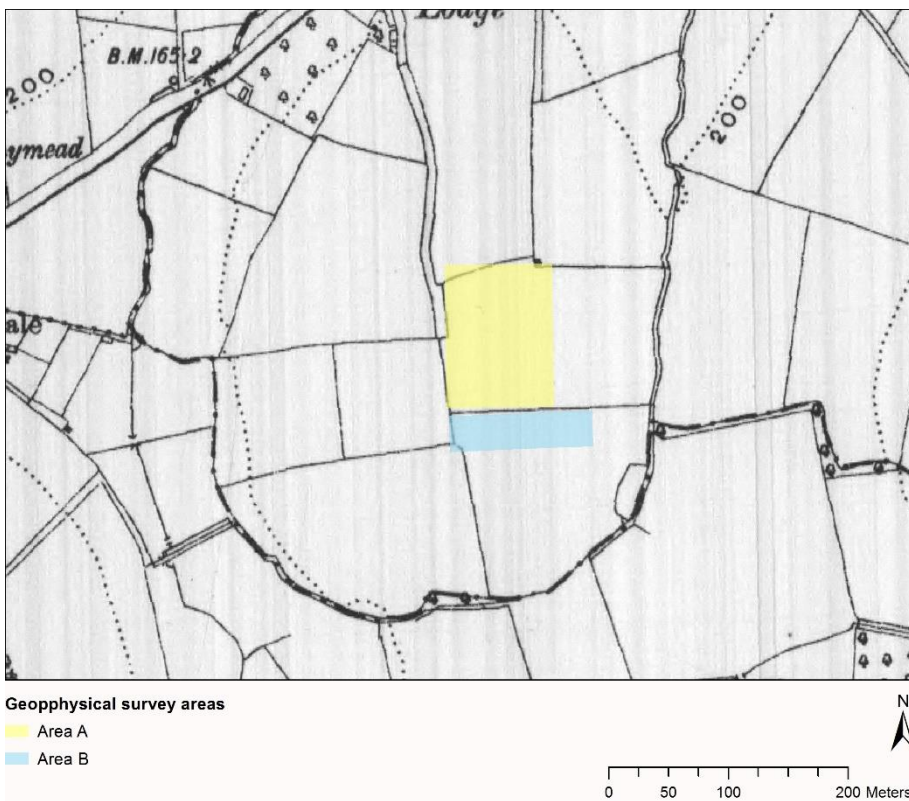 Lodge
B.M.165·2
200
ymead
200
ale
Geopphysical survey areas
Area A
Area B
N
0 50 100 200 Meters